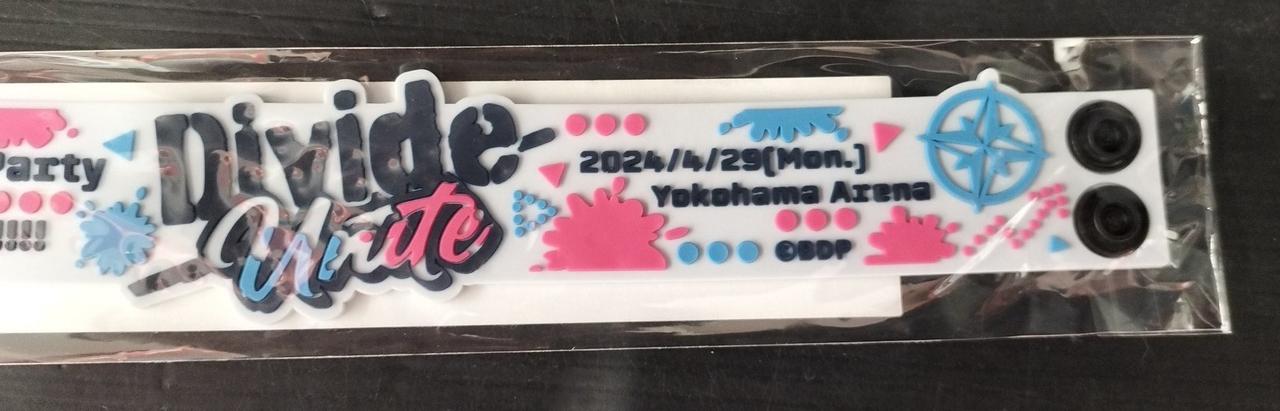 Party
!!!!
Divide
Unite
2024/4/29(Mon.)
Yokohama Arena
©BDP